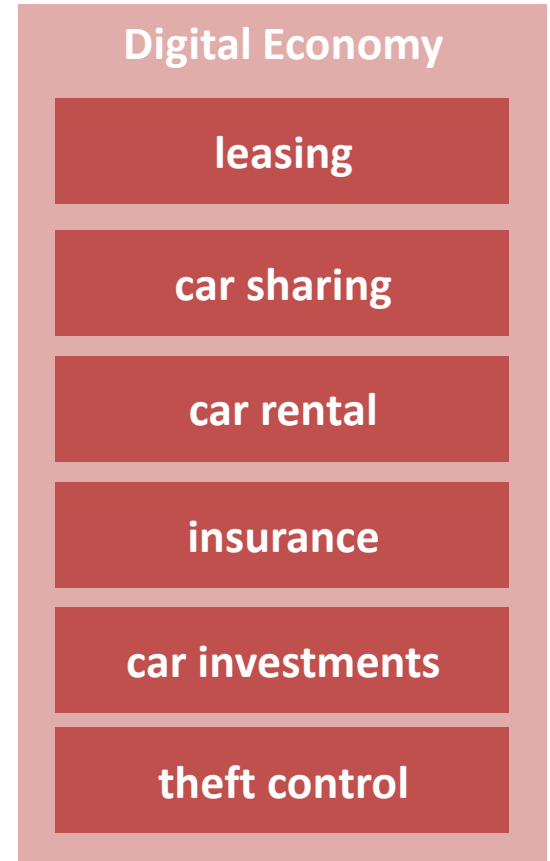 Digital Economy
leasing
car sharing
car rental
insurance
car investments
theft control